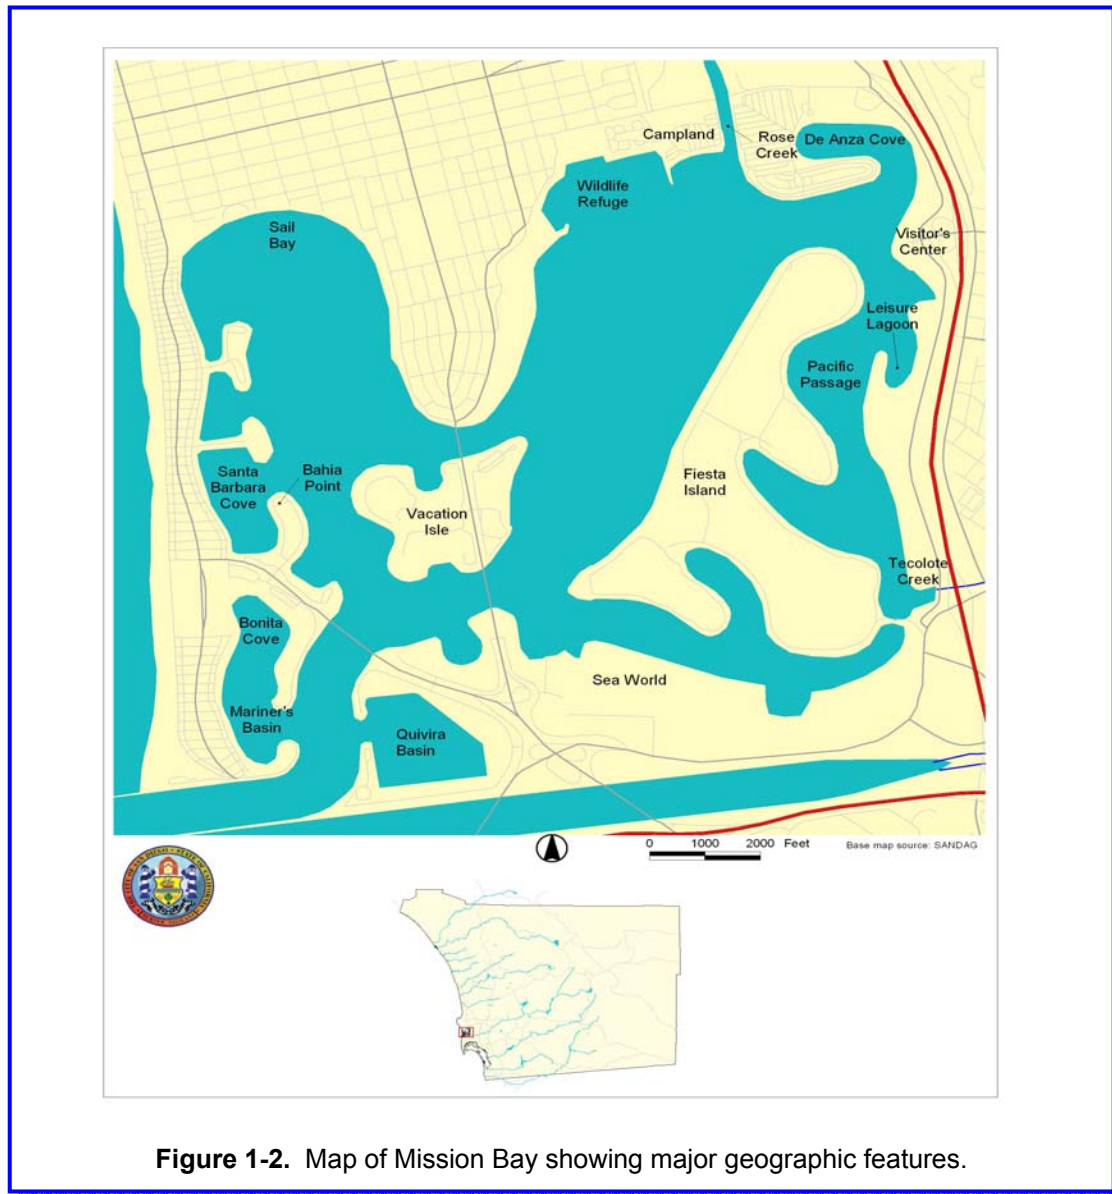 Campland
Rose
Creek
De Anza Cove
Wildlife
Refuge
Sail
Bay
Visitor's
Center
Leisure
Lagoon
Pacific
Passage
Santa
Barbara
Cove
Bahia
Point
Fiesta
Island
Vacation
Isle
Tecolote
Creek
Bonita
Cove
Sea World
Mariner's
Basin
Quivira
Basin
0 1000 2000 Feet
Base map source: SANDAG
Figure 1-2. Map of Mission Bay showing major geographic features.